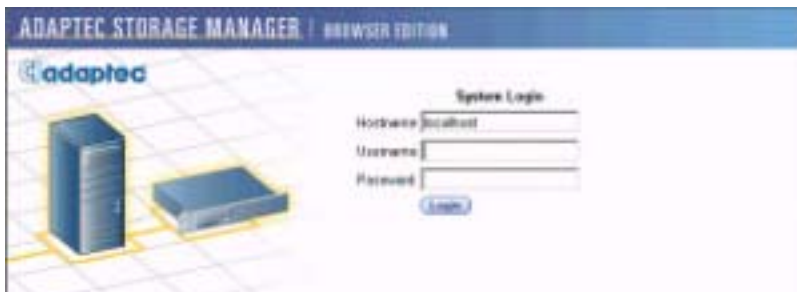 ADAPTEC STORAGE MANAGER | BROWSER EDITION
adaptec
System Login
Hostname localhost
Username
Password
Login